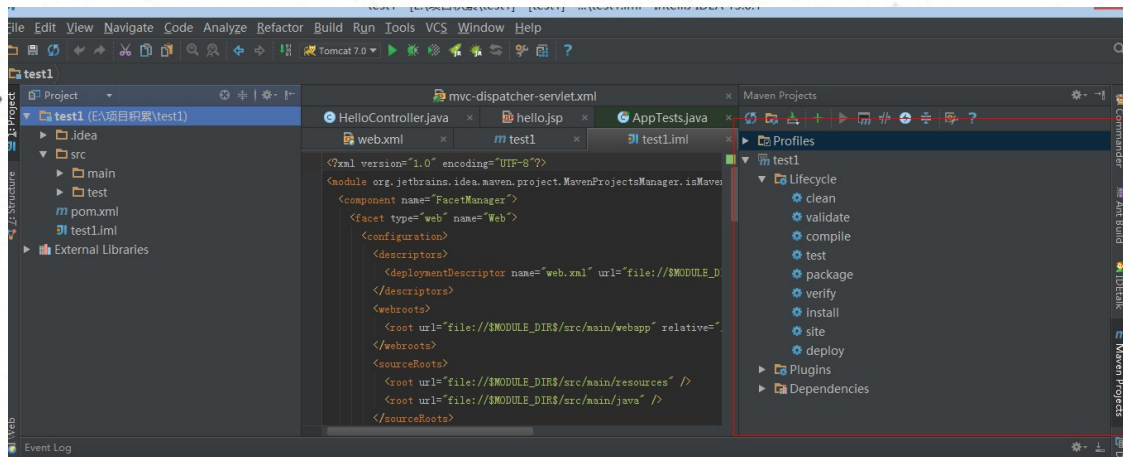 File Edit View Navigate Code Analyze Refactor Build Run Tools VCS Window Help
Tomcat 7.0
test1
Project
mvc-dispatcher-servlet.xml
Maven Projects
test1 (E:\项目积累\test1)
HelloController.java hello.jsp AppTests.java
.idea
web.xml test1 test1.iml
Profiles
src
<?xml version="1.0" encoding="UTF-8"?>
test1
main
<module org.jetbrains.idea.maven.project.MavenProjectsManager.isMaven
Lifecycle
test
<component name="FacetManager">
clean
pom.xml
<facet type="web" name="Web">
validate
test1.iml
<configuration>
compile
External Libraries
<descriptors>
test
<deploymentDescriptor name="web.xml" url="file://$MODULE_D
package
</descriptors>
verify
<webroots>
install
<root url="file://$MODULE_DIR$/src/main/webapp" relative="
site
</webroots>
deploy
<sourceRoots>
Plugins
<root url="file://$MODULE_DIR$/src/main/resources" />
Dependencies
<root url="file://$MODULE_DIR$/src/main/java" />
</sourceRoots>
1: Project
7: Structure
Web
Commander
Ant Build
IDEtalk
Maven Projects
Event Log